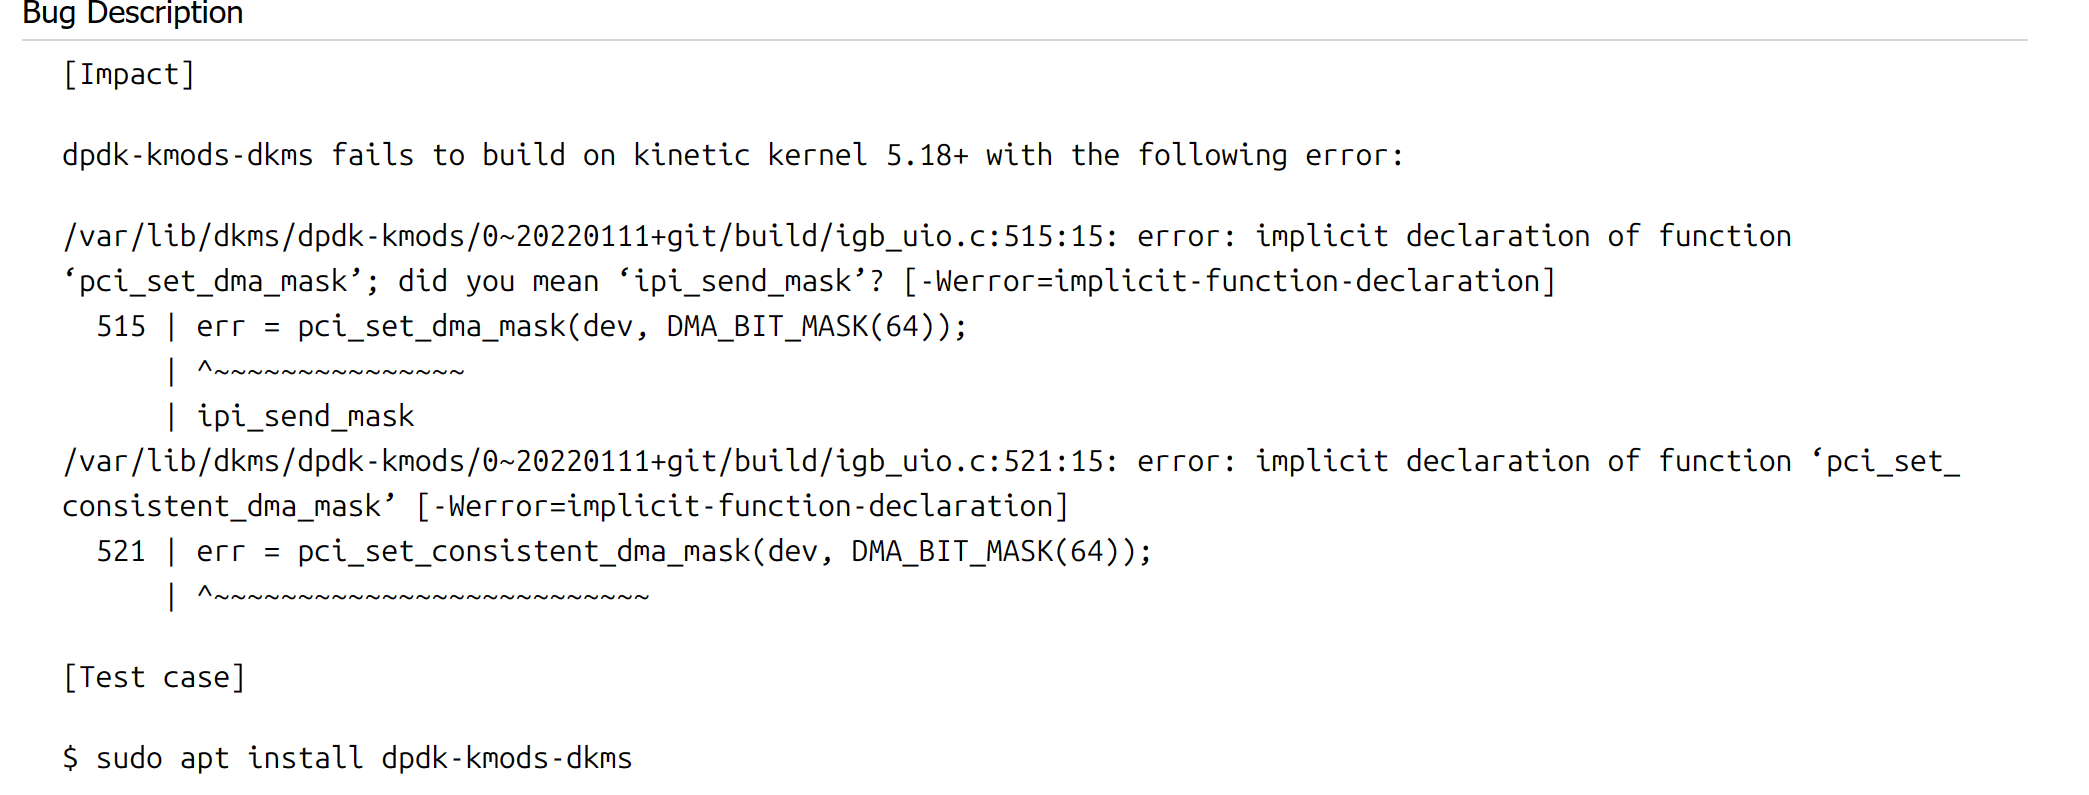 Bug Description
[Impact]
dpdk-kmods-dkms fails to build on kinetic kernel 5.18+ with the following error:
/var/lib/dkms/dpdk-kmods/0~20220111+git/build/igb_uio.c:515:15: error: implicit declaration of function
‘pci_set_dma_mask’; did you mean ‘ipi_send_mask’? [-Werror=implicit-function-declaration]
  515 | err = pci_set_dma_mask(dev, DMA_BIT_MASK(64));
      | ^~~~~~~~~~~~~~~~
      | ipi_send_mask
/var/lib/dkms/dpdk-kmods/0~20220111+git/build/igb_uio.c:521:15: error: implicit declaration of function ‘pci_set_
consistent_dma_mask’ [-Werror=implicit-function-declaration]
  521 | err = pci_set_consistent_dma_mask(dev, DMA_BIT_MASK(64));
      | ^~~~~~~~~~~~~~~~~~~~~~~~~~~
[Test case]
$ sudo apt install dpdk-kmods-dkms